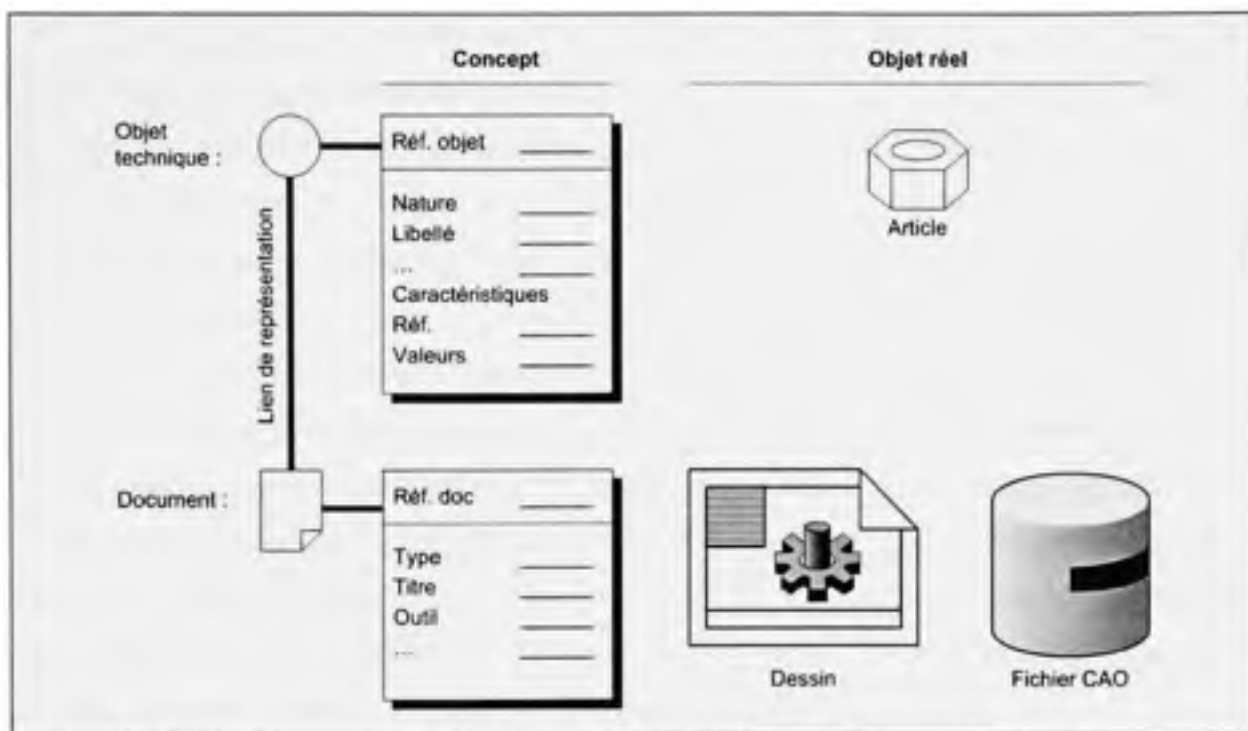 Concept
Objet réel
Objet
technique :
Réf. objet
Nature
Libellé
...
Caractéristiques
Réf.
Valeurs
Article
Lien de représentation
Document :
Réf. doc
Type
Titre
Outil
...
Dessin
Fichier CAO